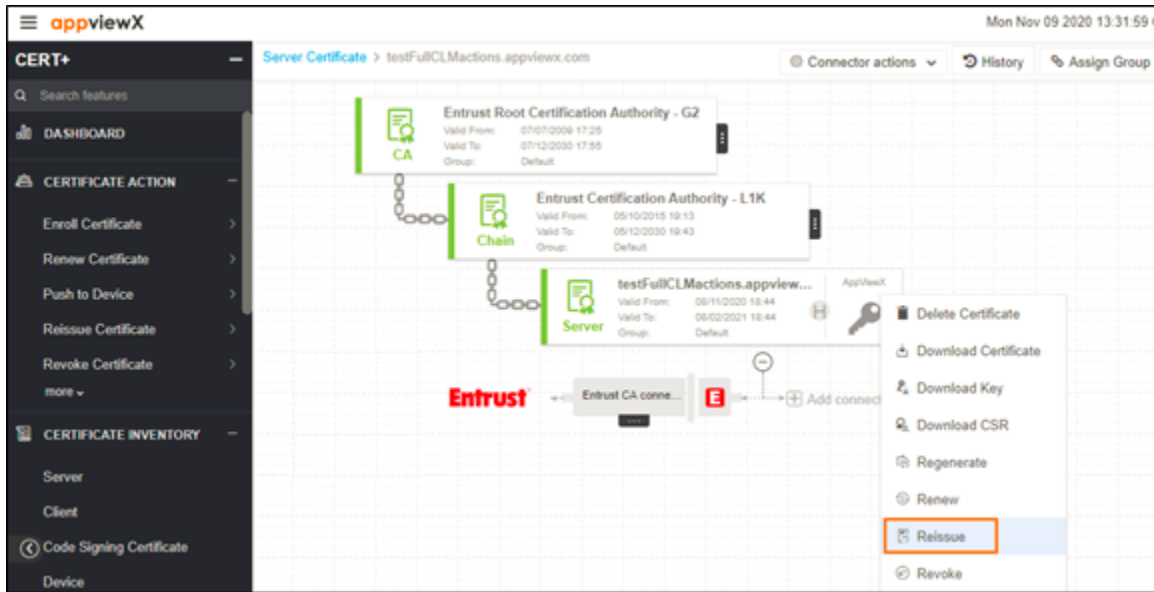 appviewX
Mon Nov 09 2020 13:31:59
CERT+
Server Certificate > testFullCLMactions.appviewx.com
Connector actions
History
Assign Group
Search features
DASHBOARD
CERTIFICATE ACTION
Enroll Certificate
Renew Certificate
Push to Device
Reissue Certificate
Revoke Certificate
more
CERTIFICATE INVENTORY
Server
Client
Code Signing Certificate
Device
CA
Entrust Root Certification Authority - G2
Valid From: 07/07/2009 17:25
Valid To: 07/12/2030 17:55
Group: Default
Chain
Entrust Certification Authority - L1K
Valid From: 05/10/2015 19:13
Valid To: 05/12/2030 19:43
Group: Default
Server
testFullCLMactions.appview...
Valid From: 08/11/2020 18:44
Valid To: 08/02/2021 18:44
Group: Default
H
AppViewX
Entrust
Entrust CA conne...
E
Add connect
Delete Certificate
Download Certificate
Download Key
Download CSR
Regenerate
Renew
Reissue
Revoke